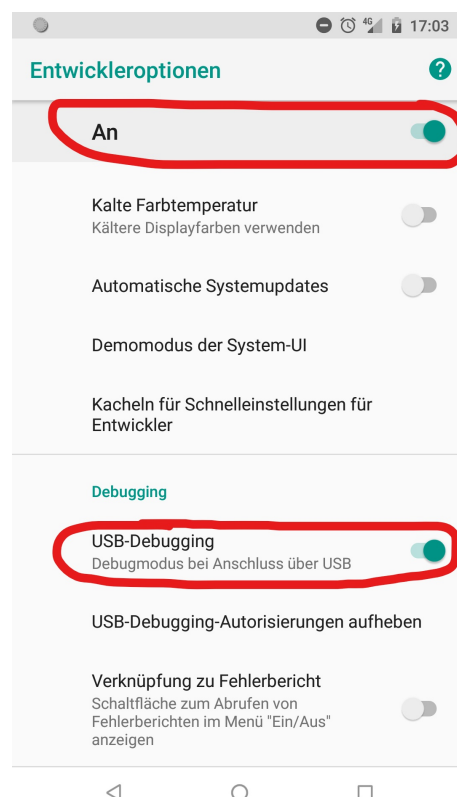 4G 17:03
Entwickleroptionen ?
An
Kalte Farbtemperatur
Kältere Displayfarben verwenden
Automatische Systemupdates
Demomodus der System-UI
Kacheln für Schnelleinstellungen für
Entwickler
Debugging
USB-Debugging
Debugmodus bei Anschluss über USB
USB-Debugging-Autorisierungen aufheben
Verknüpfung zu Fehlerbericht
Schaltfläche zum Abrufen von
Fehlerberichten im Menü "Ein/Aus"
anzeigen